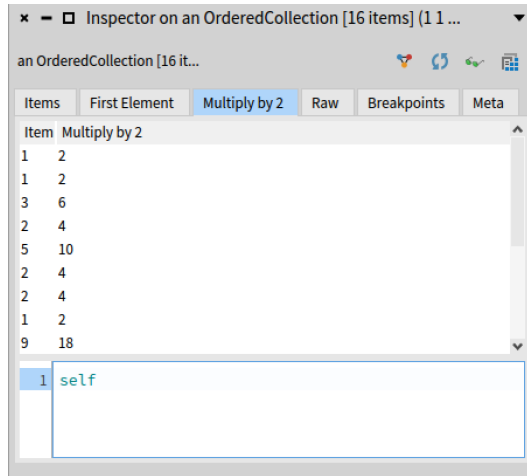 Inspector on an OrderedCollection [16 items] (1 1 ...
an OrderedCollection [16 it...
Items First Element Multiply by 2 Raw Breakpoints Meta
Item Multiply by 2
1 2
1 2
3 6
2 4
5 10
2 4
2 4
1 2
9 18
1 self